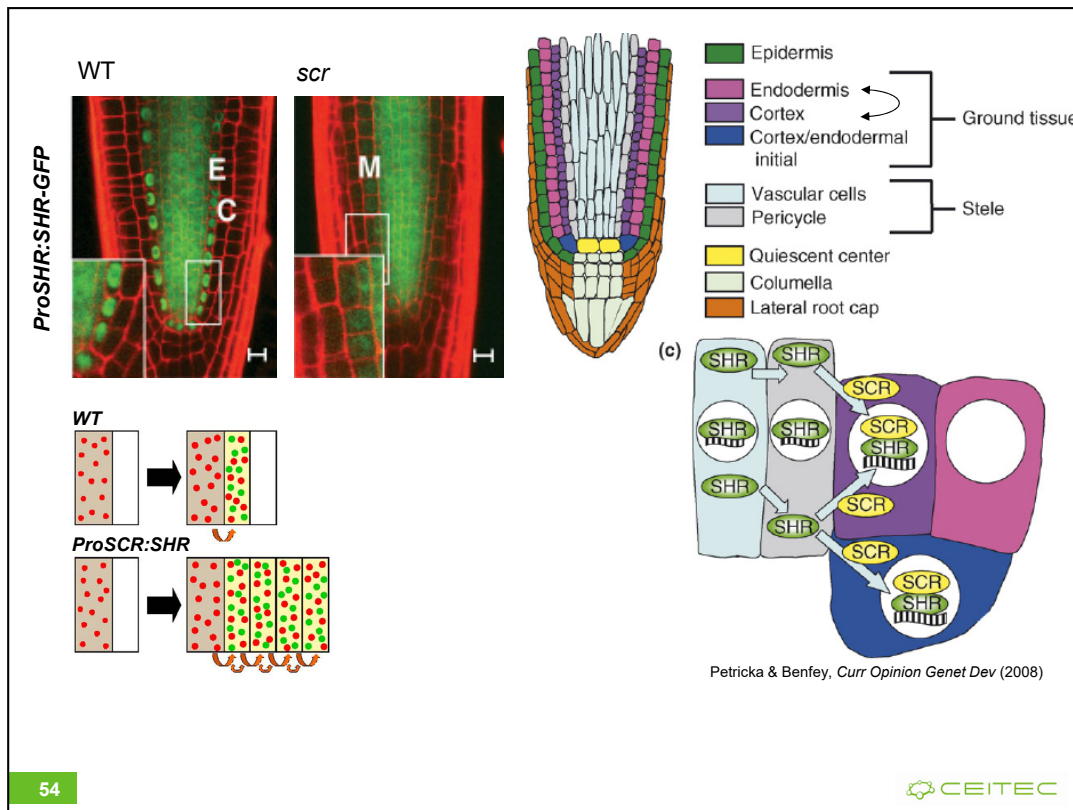 WT
scr
ProSHR:SHR-GFP
E
C
M
Epidermis
Endodermis
Cortex
Cortex/endodermal
initial
Ground tissue
Vascular cells
Pericycle
Stele
Quiescent center
Columella
Lateral root cap
WT
ProSCR:SHR
(c)
SHR
SHR
SCR
SHR
SHR
SCR
SHR
SHR
SCR
SHR
SCR
SCR
SHR
Petricka & Benfey, Curr Opinion Genet Dev (2008)
54
CEITEC